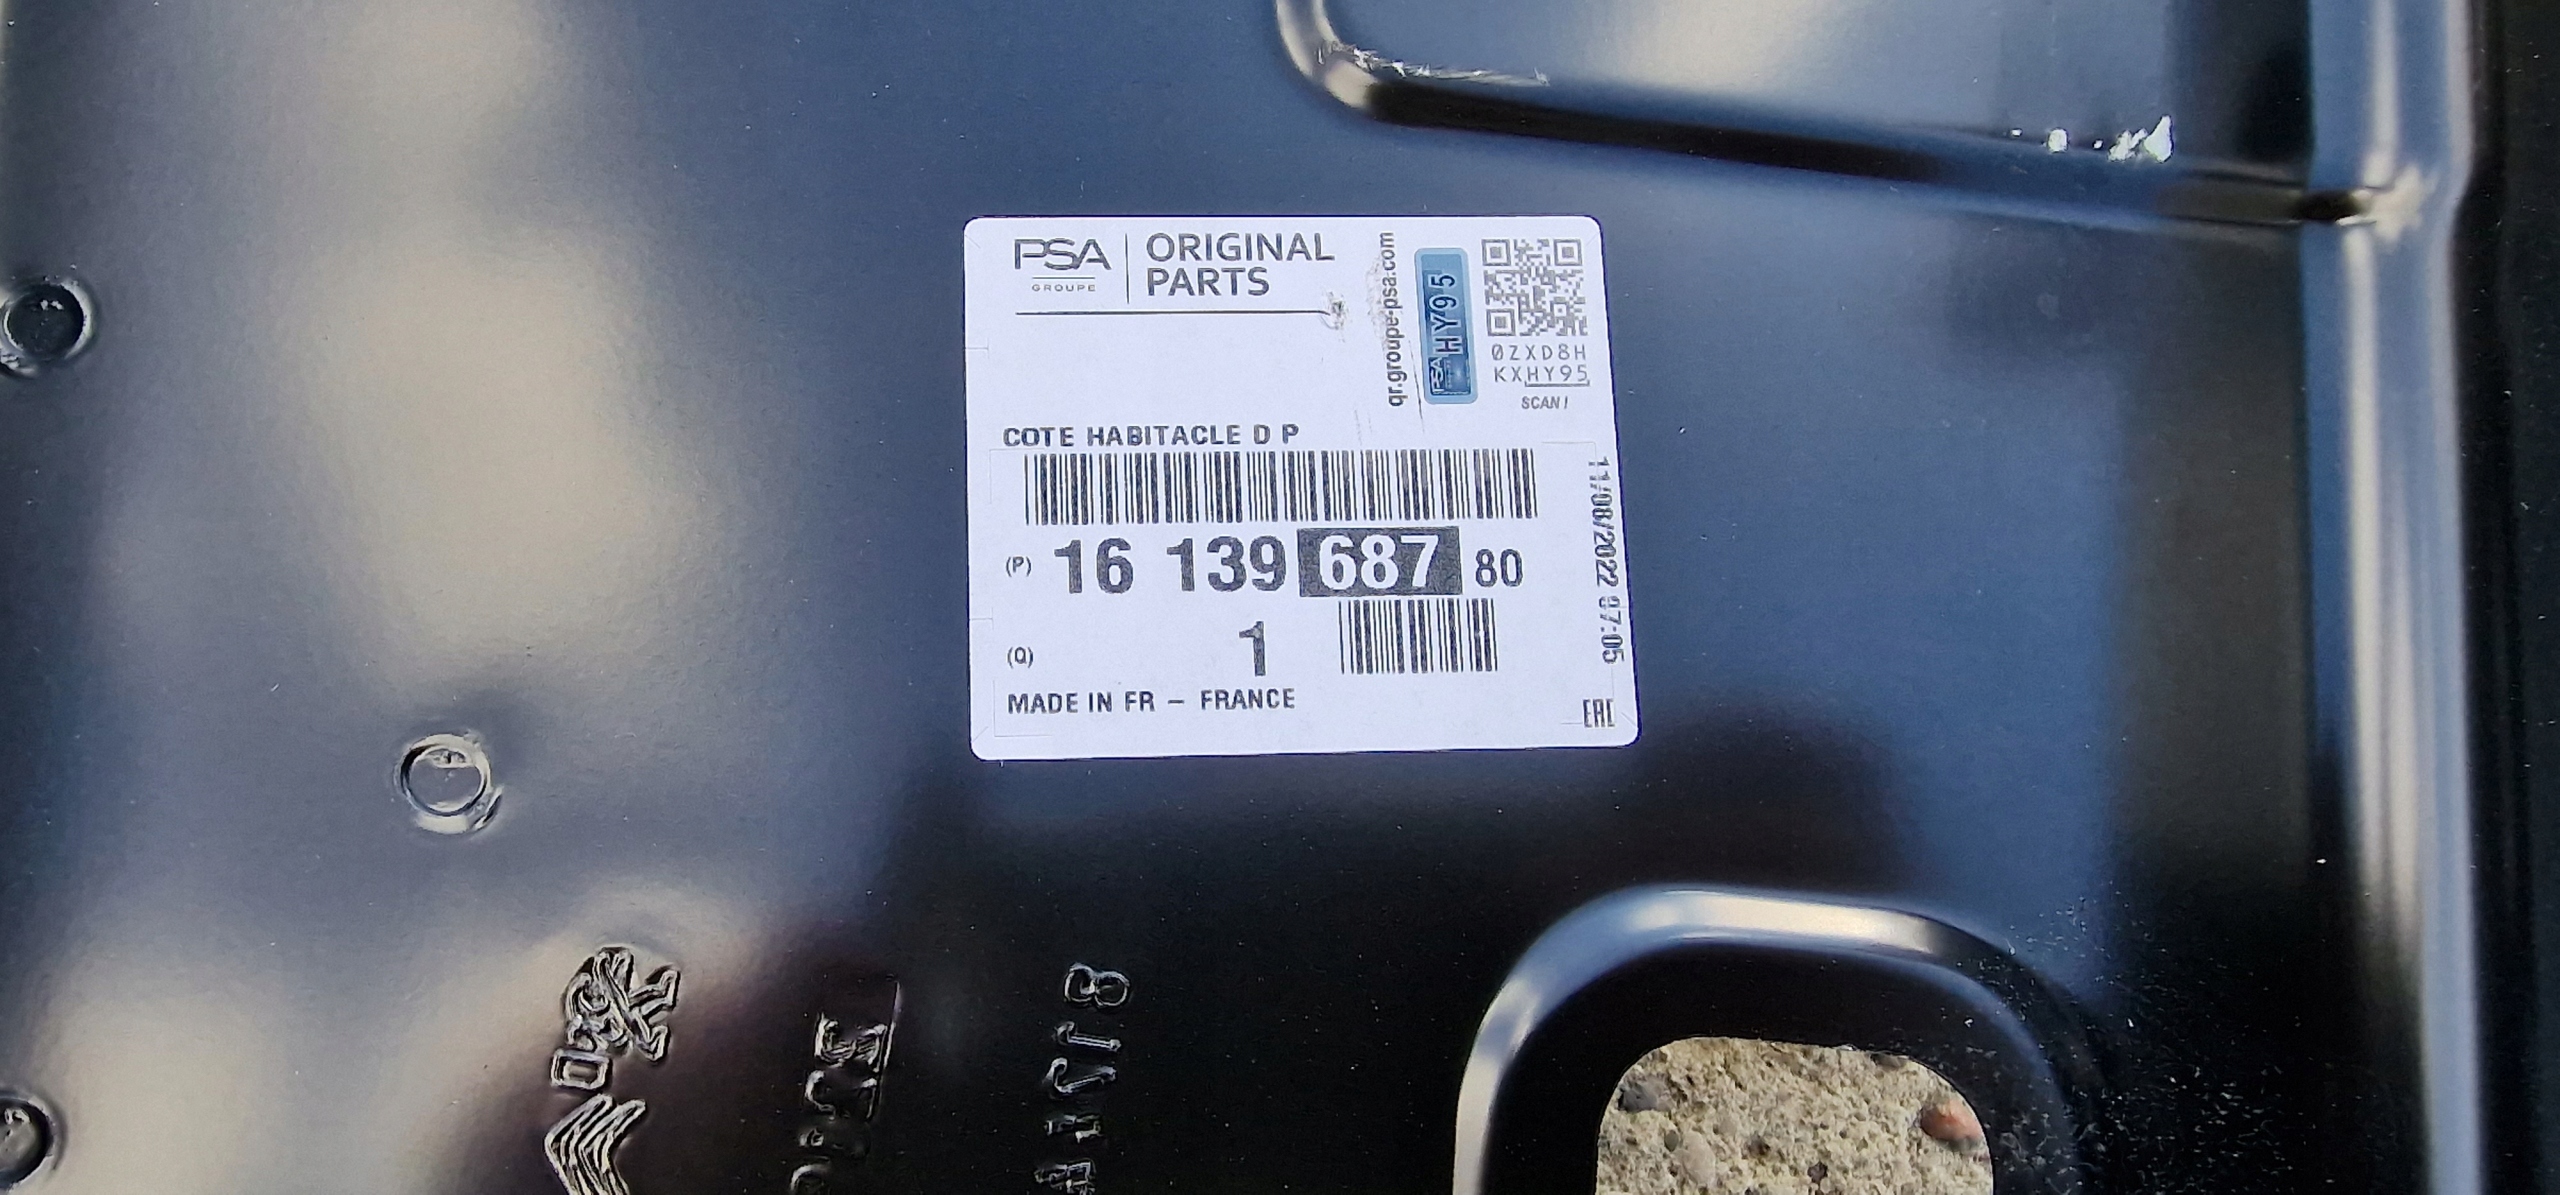 PSA
GROUPE
ORIGINAL
PARTS
qr.groupe-psa.com
PSA HY95
0ZXD8H
KXHY95
SCAN!
COTE HABITACLE D P
(P) 16 139 687 80
(Q) 1
11/08/2022 07:05
MADE IN FR – FRANCE
EAC